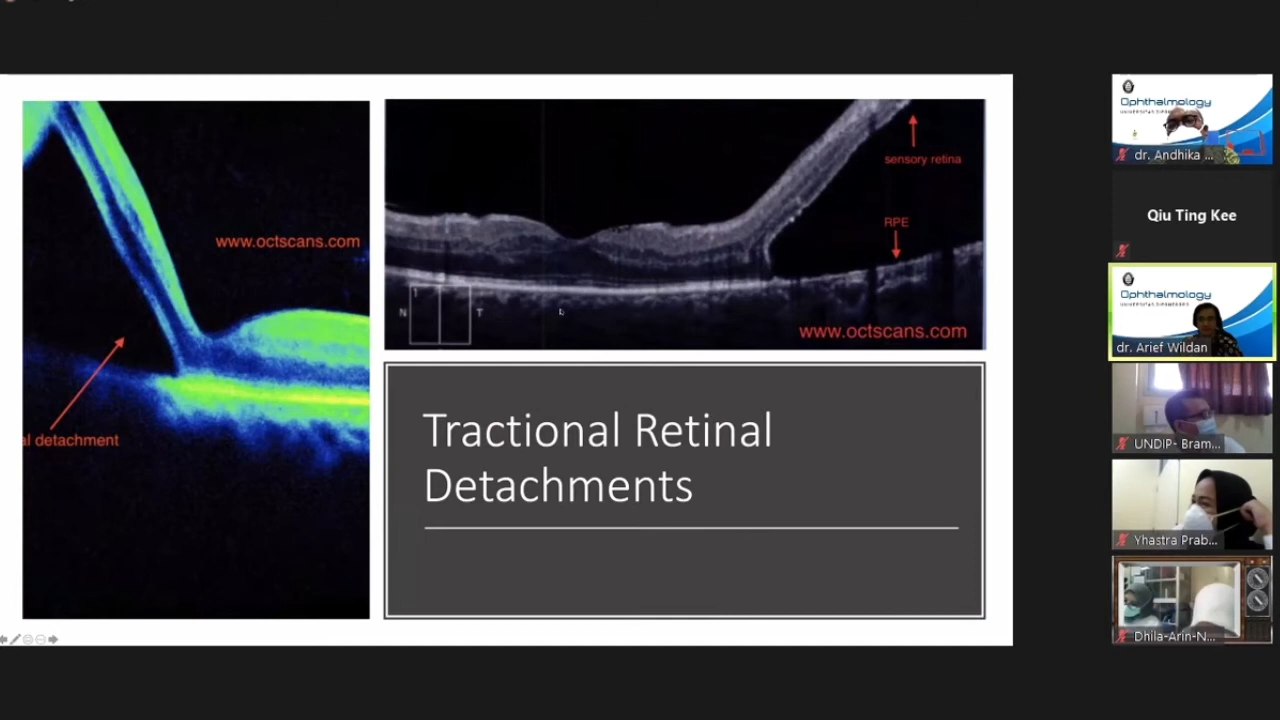 www.octscans.com
al detachment
sensory retina
RPE
N
T
www.octscans.com
Tractional Retinal
Detachments
Ophthalmology
dr. Andhika ...
Qiu Ting Kee
Ophthalmology
dr. Arief Wildan
UNDIP- Bram...
Yhastra Prab...
Dhila-Arin-N...